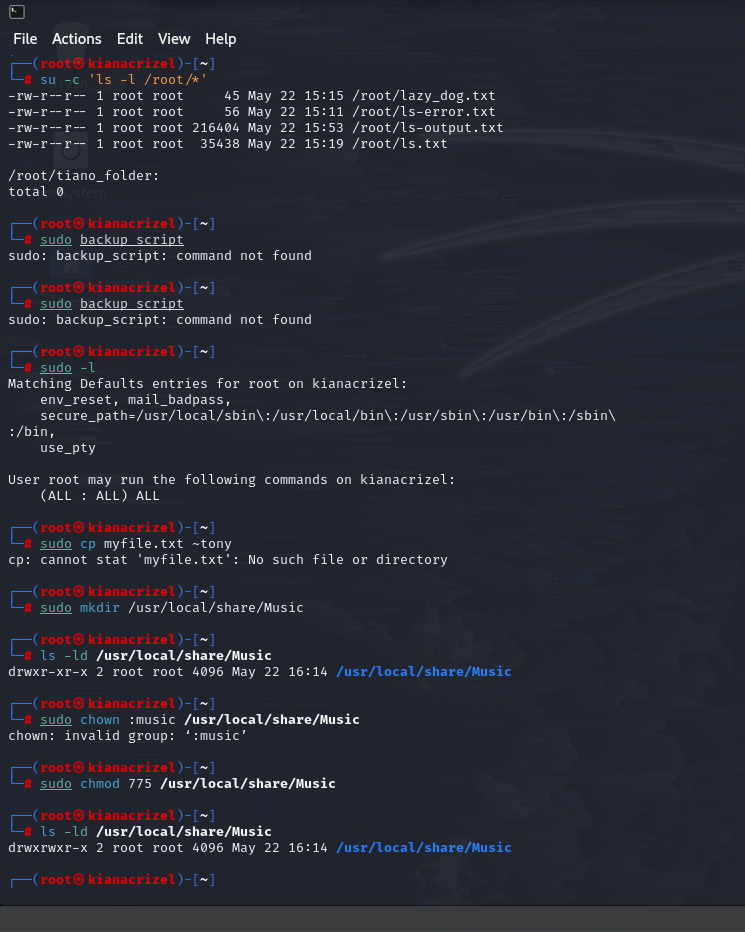 File Actions Edit View Help
┌──(root㉿kianacrizel)-[~]
└─# su -c 'ls -l /root/*'
-rw-r--r-- 1 root root     45 May 22 15:15 /root/lazy_dog.txt
-rw-r--r-- 1 root root     56 May 22 15:11 /root/ls-error.txt
-rw-r--r-- 1 root root 216404 May 22 15:53 /root/ls-output.txt
-rw-r--r-- 1 root root  35438 May 22 15:19 /root/ls.txt
/root/tiano_folder:
total 0
┌──(root㉿kianacrizel)-[~]
└─# sudo backup_script
sudo: backup_script: command not found
┌──(root㉿kianacrizel)-[~]
└─# sudo backup_script
sudo: backup_script: command not found
┌──(root㉿kianacrizel)-[~]
└─# sudo -l
Matching Defaults entries for root on kianacrizel:
    env_reset, mail_badpass,
    secure_path=/usr/local/sbin\:/usr/local/bin\:/usr/sbin\:/usr/bin\:/sbin\
:/bin,
    use_pty
User root may run the following commands on kianacrizel:
    (ALL : ALL) ALL
┌──(root㉿kianacrizel)-[~]
└─# sudo cp myfile.txt ~tony
cp: cannot stat 'myfile.txt': No such file or directory
┌──(root㉿kianacrizel)-[~]
└─# sudo mkdir /usr/local/share/Music
┌──(root㉿kianacrizel)-[~]
└─# ls -ld /usr/local/share/Music
drwxr-xr-x 2 root root 4096 May 22 16:14 /usr/local/share/Music
┌──(root㉿kianacrizel)-[~]
└─# sudo chown :music /usr/local/share/Music
chown: invalid group: ‘:music’
┌──(root㉿kianacrizel)-[~]
└─# sudo chmod 775 /usr/local/share/Music
┌──(root㉿kianacrizel)-[~]
└─# ls -ld /usr/local/share/Music
drwxrwxr-x 2 root root 4096 May 22 16:14 /usr/local/share/Music
┌──(root㉿kianacrizel)-[~]